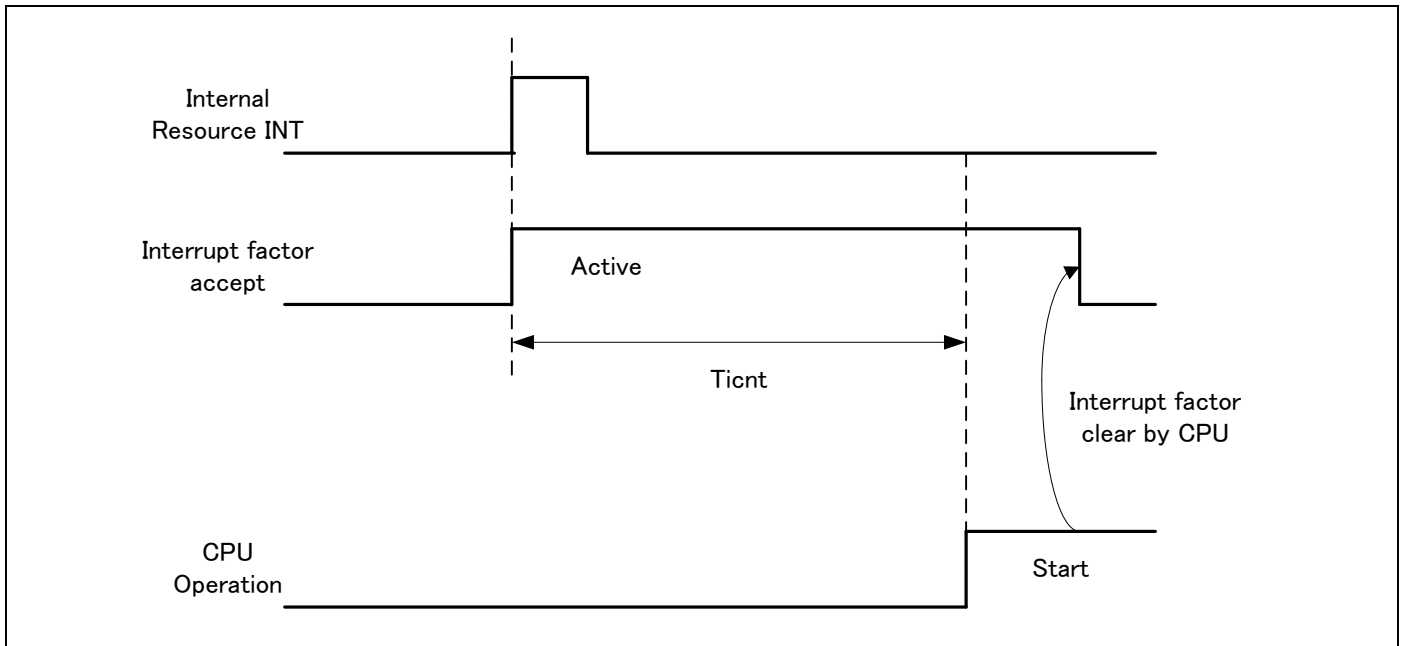 Internal
Resource INT
Interrupt factor
accept
Active
Ticnt
Interrupt factor
clear by CPU
CPU
Operation
Start